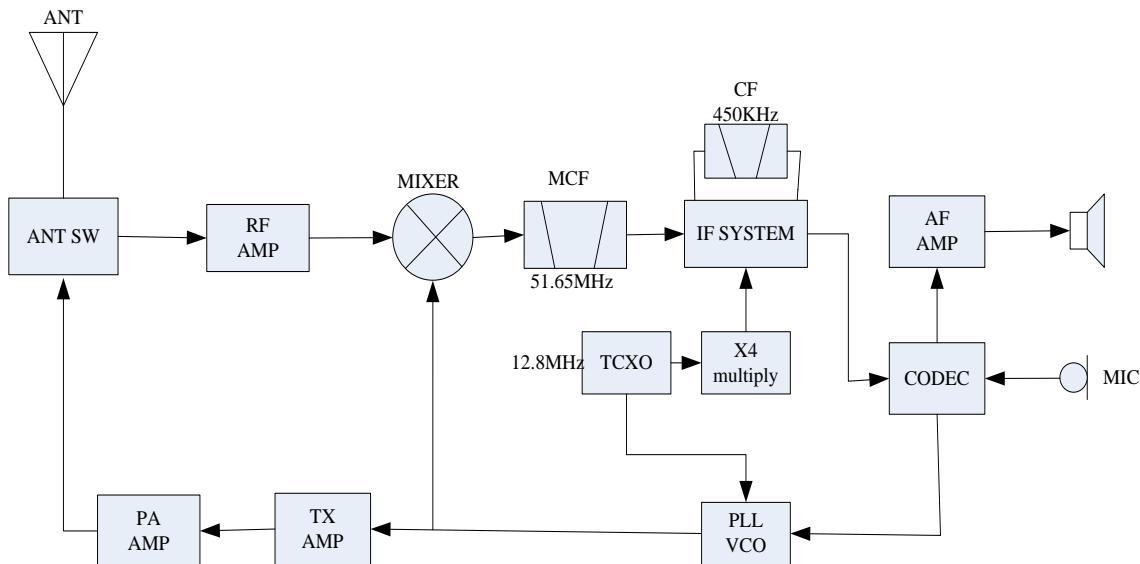 ANT
CF
450KHz
MIXER
MCF
ANT SW
RF
AMP
IF SYSTEM
AF
AMP
51.65MHz
12.8MHz
TCXO
X4
multiply
CODEC
MIC
PA
AMP
TX
AMP
PLL
VCO